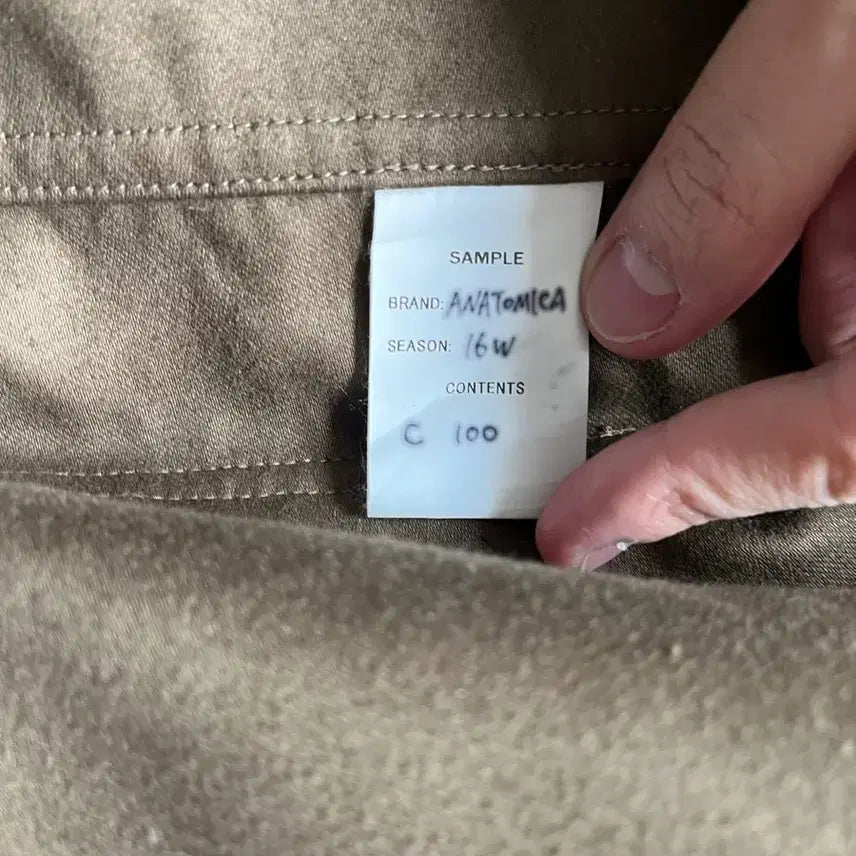 SAMPLE
BRAND: ANATOMICA
SEASON: 16W
CONTENTS
C 100